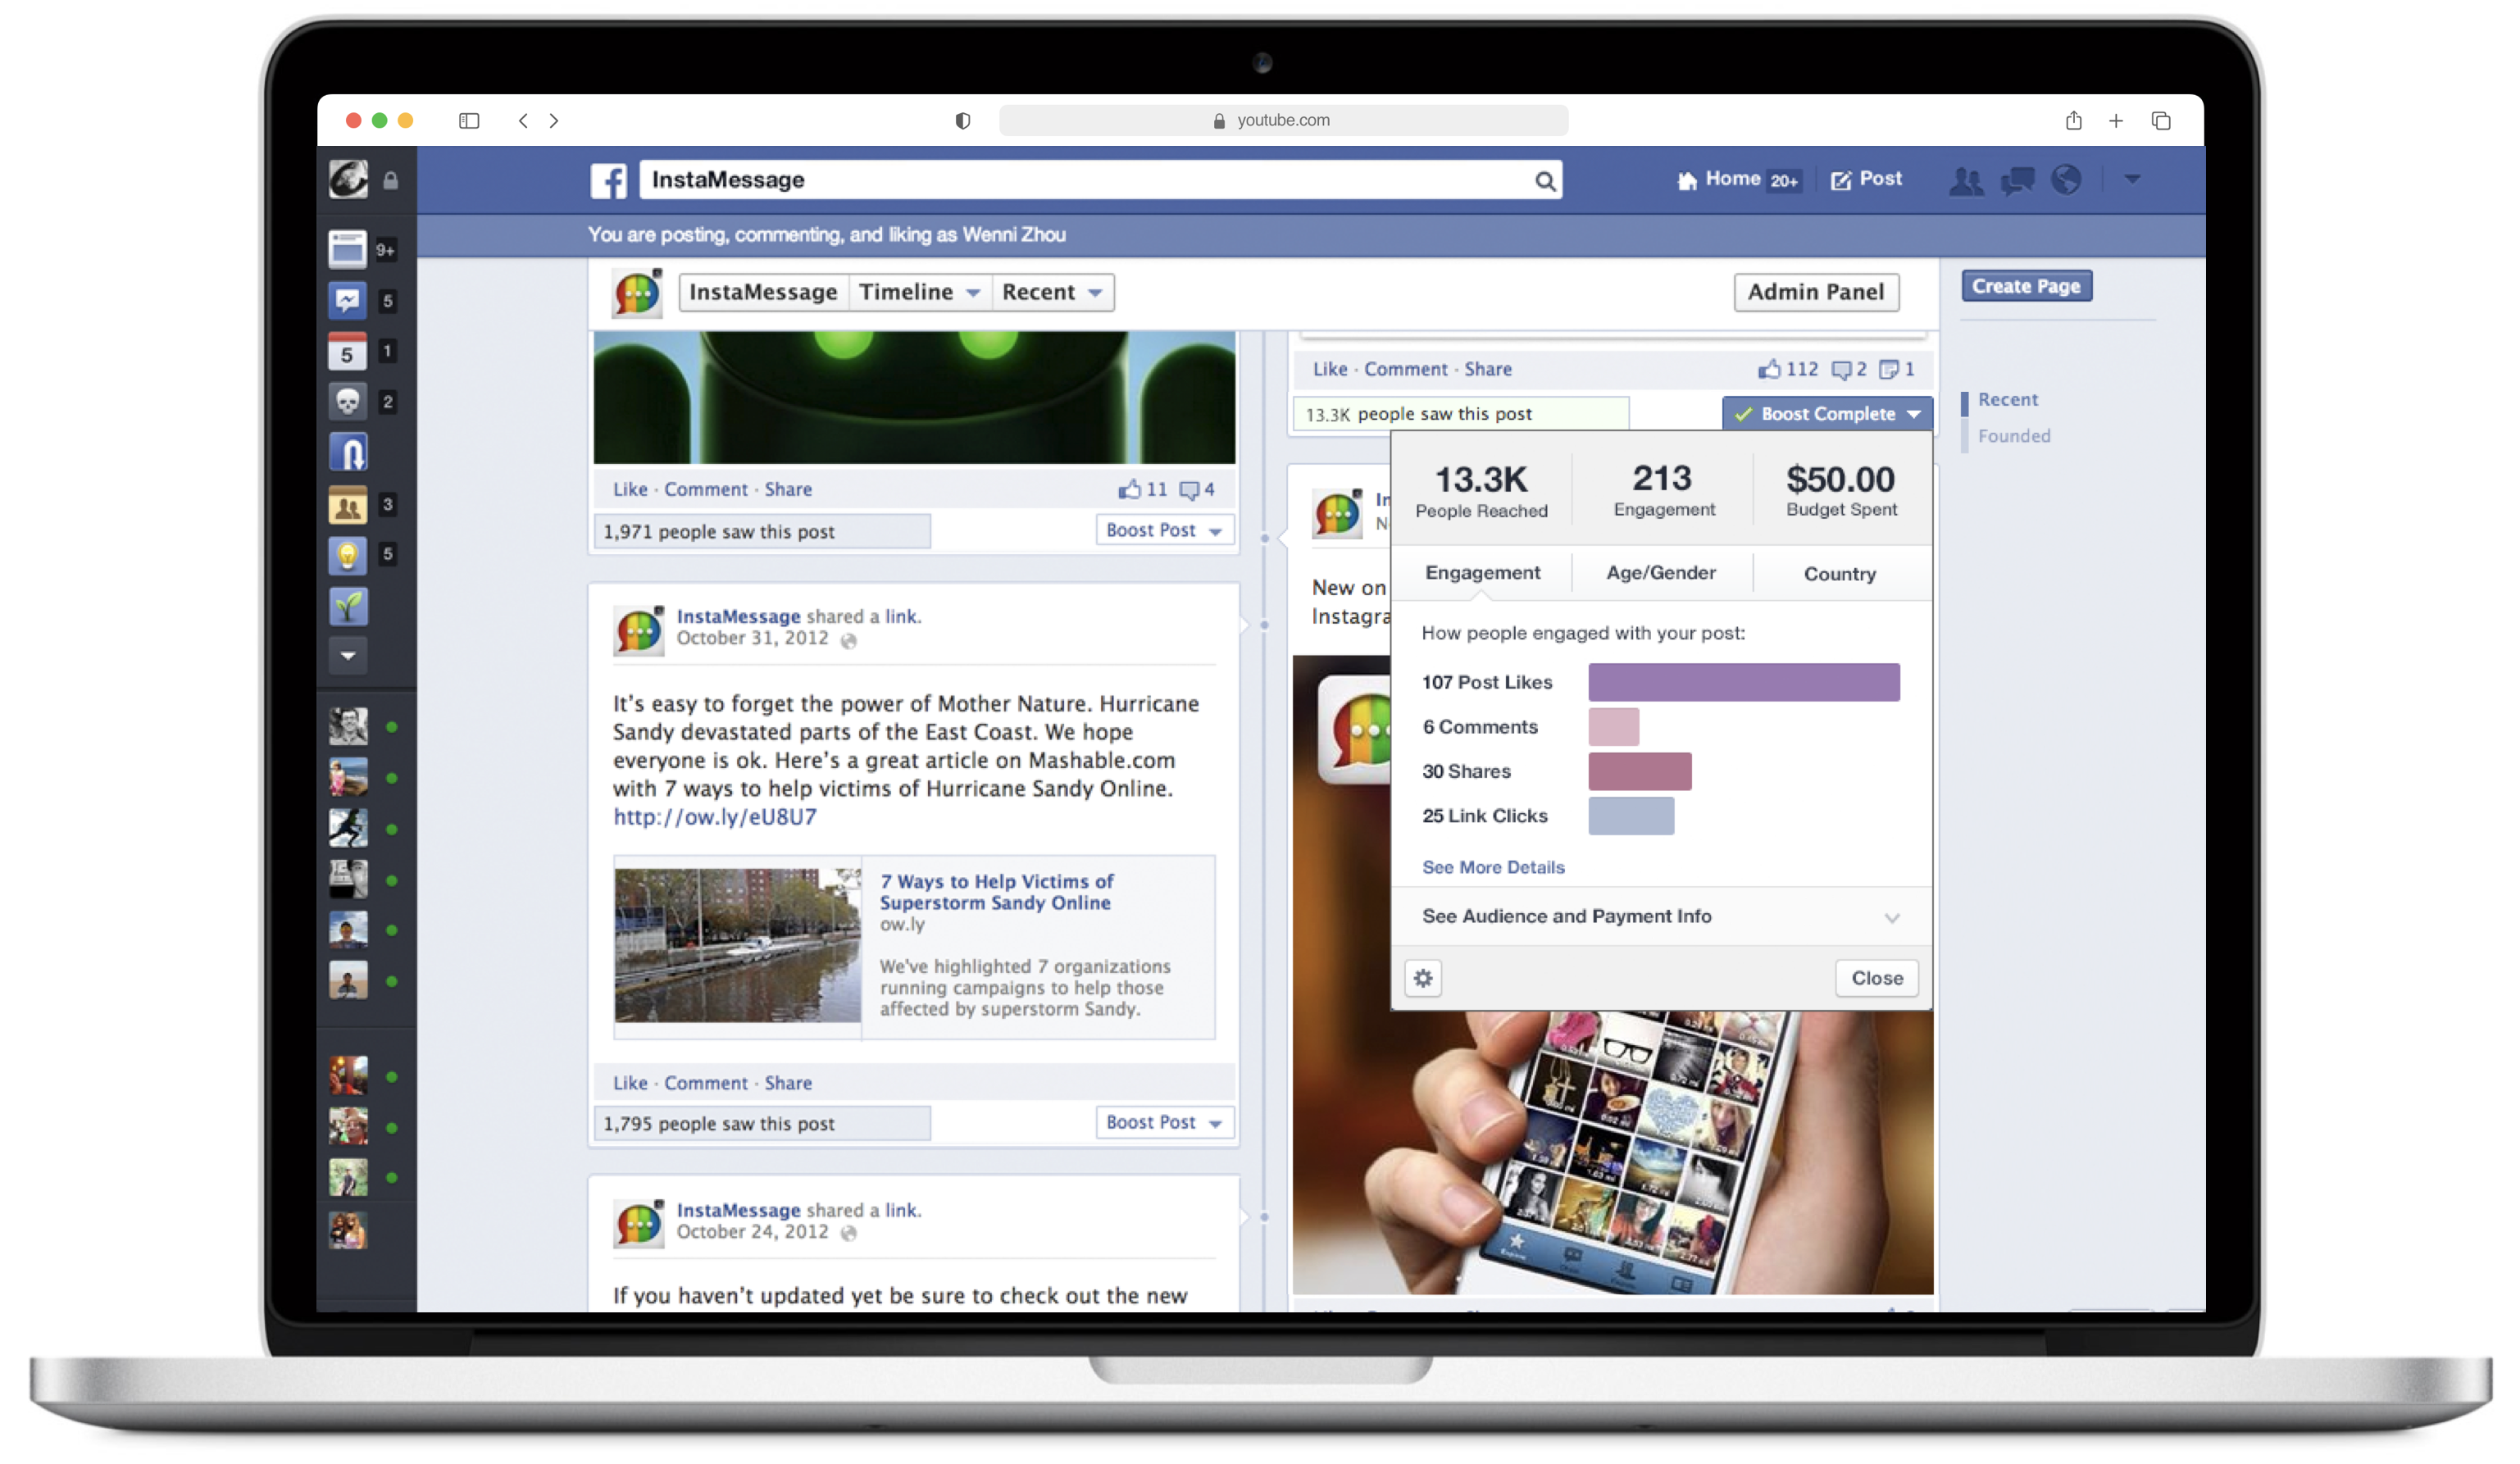 youtube.com
InstaMessage
Home 20+
Post
You are posting, commenting, and liking as Wenni Zhou
9+
5
5
1
2
3
5
InstaMessage
Timeline
Recent
Admin Panel
Create Page
Recent
Founded
Like · Comment · Share
11
4
1,971 people saw this post
Boost Post
InstaMessage shared a link.
October 31, 2012
It's easy to forget the power of Mother Nature. Hurricane
Sandy devastated parts of the East Coast. We hope
everyone is ok. Here's a great article on Mashable.com
with 7 ways to help victims of Hurricane Sandy Online.
http://ow.ly/eU8U7
7 Ways to Help Victims of
Superstorm Sandy Online
ow.ly
We've highlighted 7 organizations
running campaigns to help those
affected by superstorm Sandy.
Like · Comment · Share
1,795 people saw this post
Boost Post
InstaMessage shared a link.
October 24, 2012
If you haven't updated yet be sure to check out the new
Like · Comment · Share
112
2
1
13.3K people saw this post
Boost Complete
New on
13.3K
People Reached
213
Engagement
$50.00
Budget Spent
Engagement
Age/Gender
Country
How people engaged with your post:
107 Post Likes
6 Comments
30 Shares
25 Link Clicks
See More Details
See Audience and Payment Info
Close